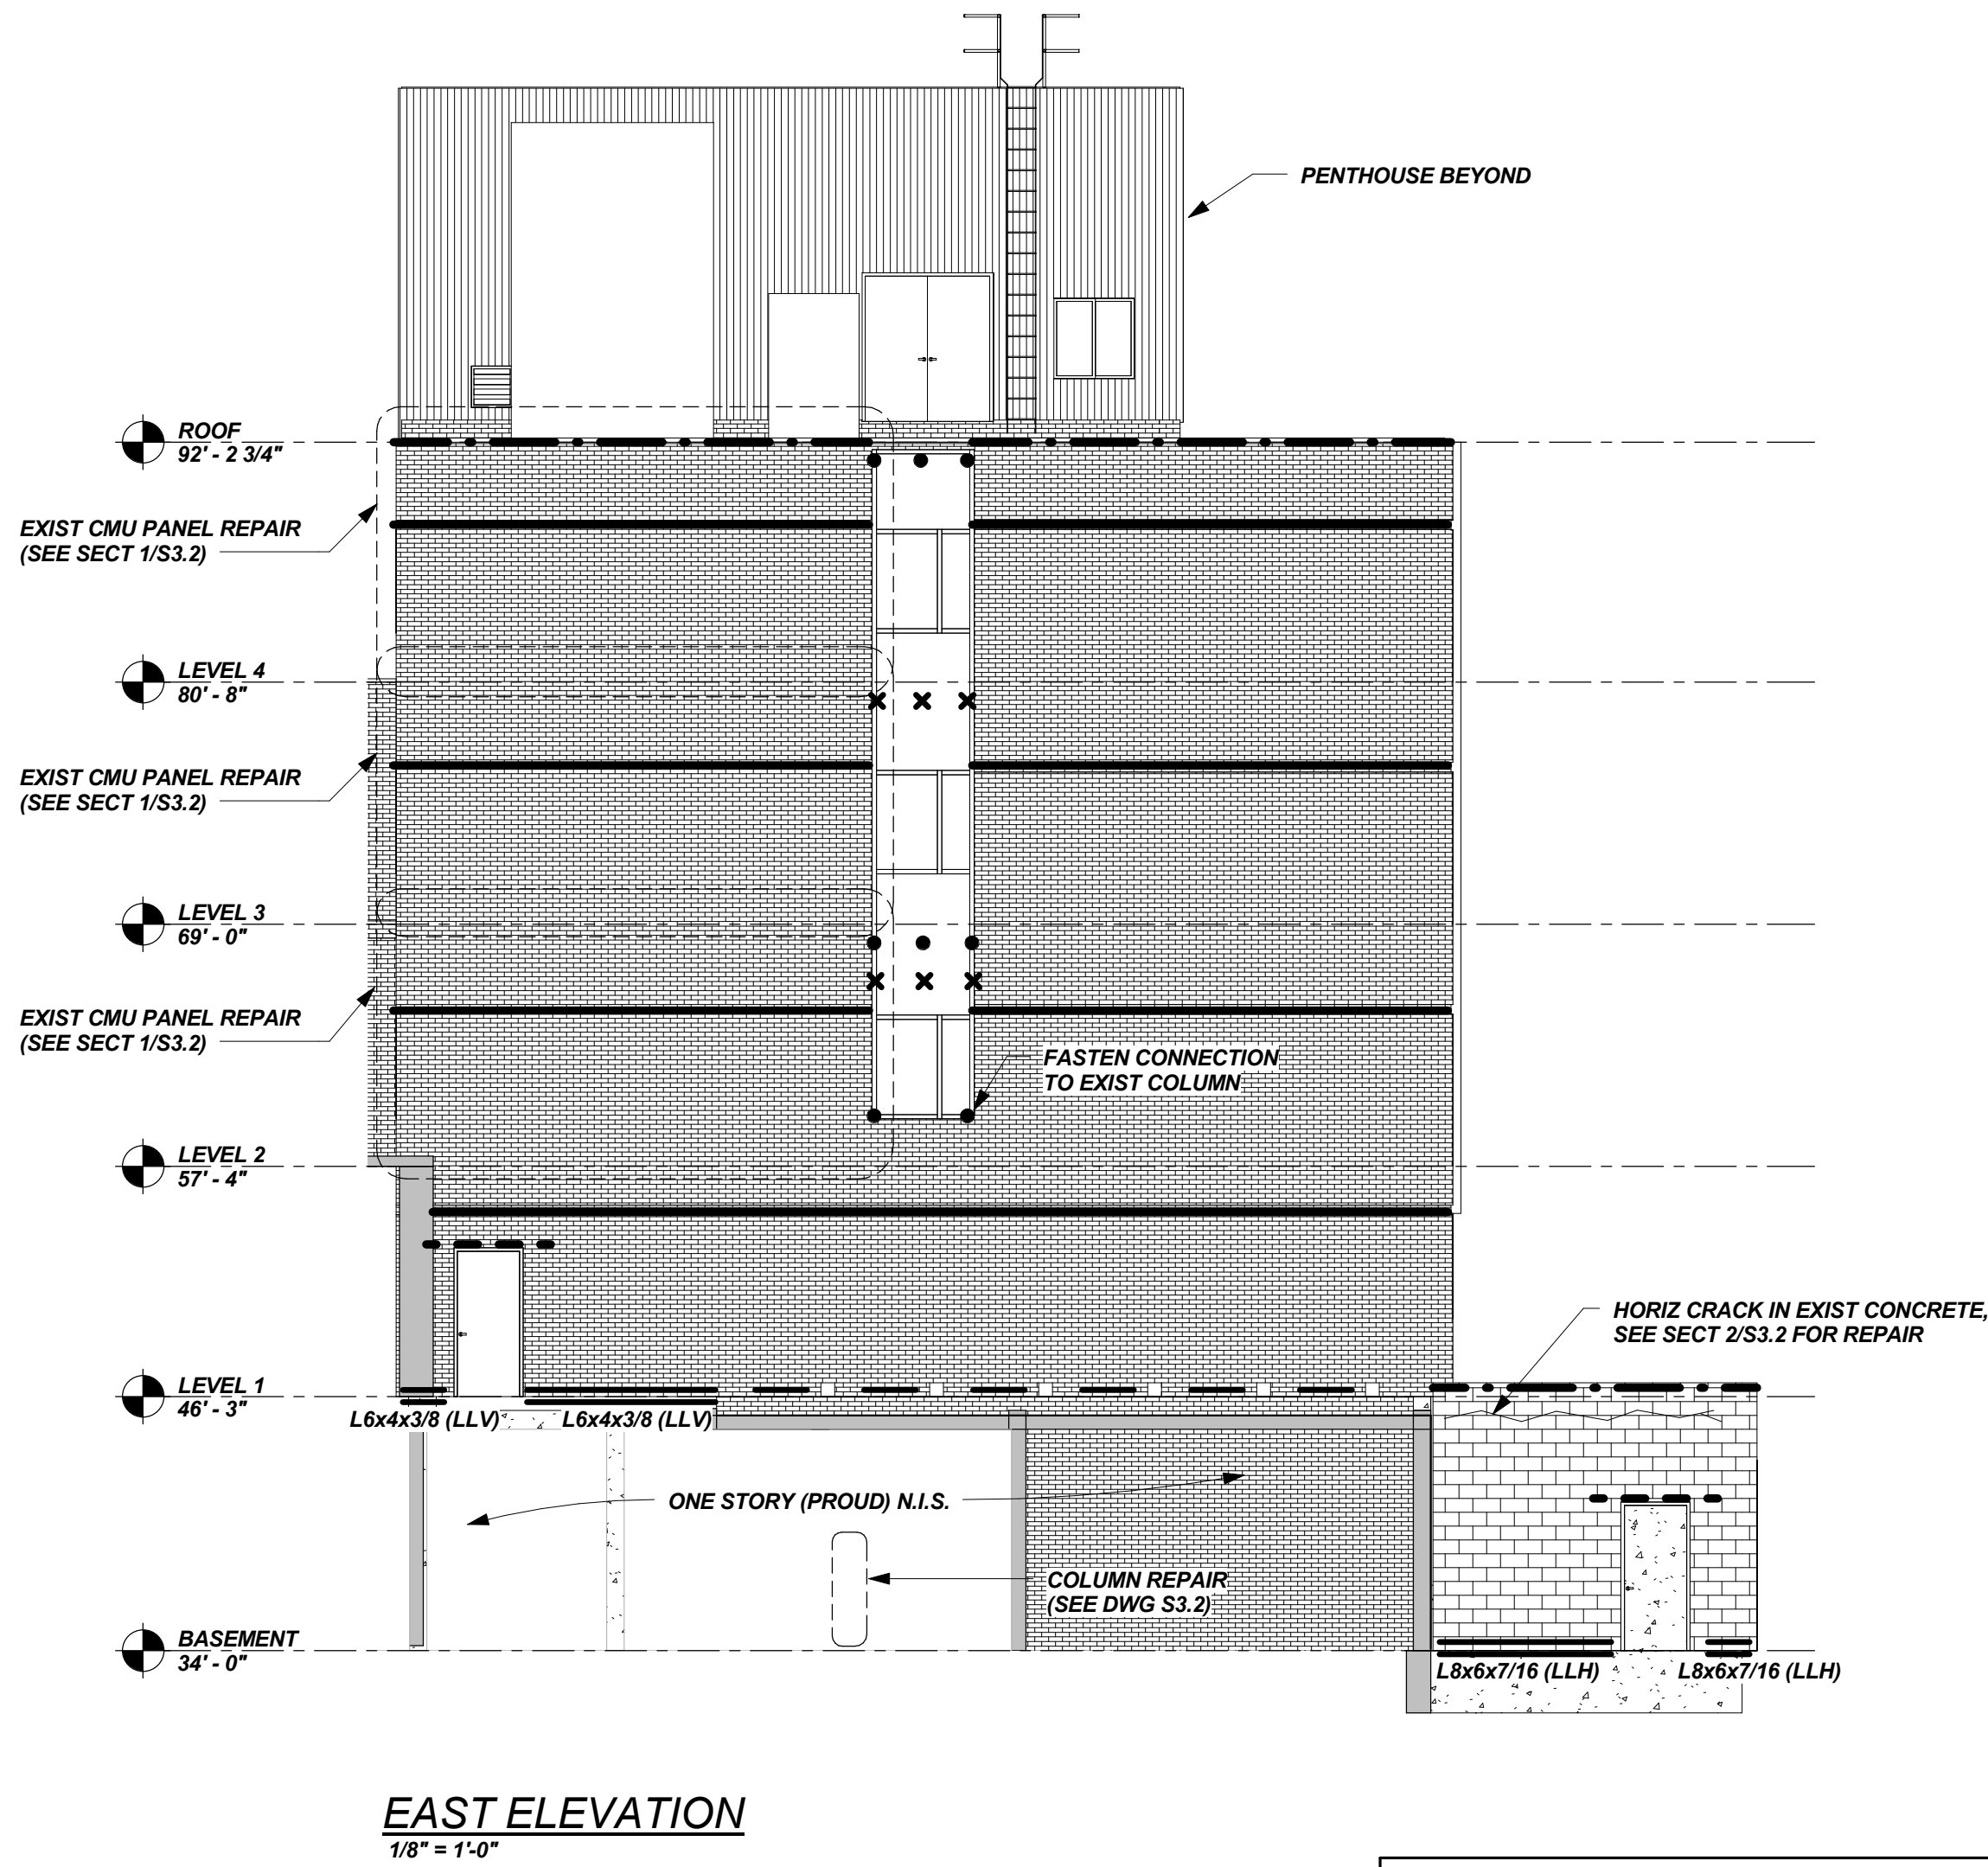 PENTHOUSE BEYOND
ROOF
92' - 2 3/4"
EXIST CMU PANEL REPAIR
(SEE SECT 1/S3.2)
LEVEL 4
80' - 8"
EXIST CMU PANEL REPAIR
(SEE SECT 1/S3.2)
LEVEL 3
69' - 0"
EXIST CMU PANEL REPAIR
(SEE SECT 1/S3.2)
FASTEN CONNECTION
TO EXIST COLUMN
LEVEL 2
57' - 4"
HORIZ CRACK IN EXIST CONCRETE,
SEE SECT 2/S3.2 FOR REPAIR
LEVEL 1
46' - 3"
L6x4x3/8 (LLV)
L6x4x3/8 (LLV)
ONE STORY (PROUD) N.I.S.
COLUMN REPAIR
(SEE DWG S3.2)
BASEMENT
34' - 0"
L8x6x7/16 (LLH)
L8x6x7/16 (LLH)
EAST ELEVATION
1/8" = 1'-0"